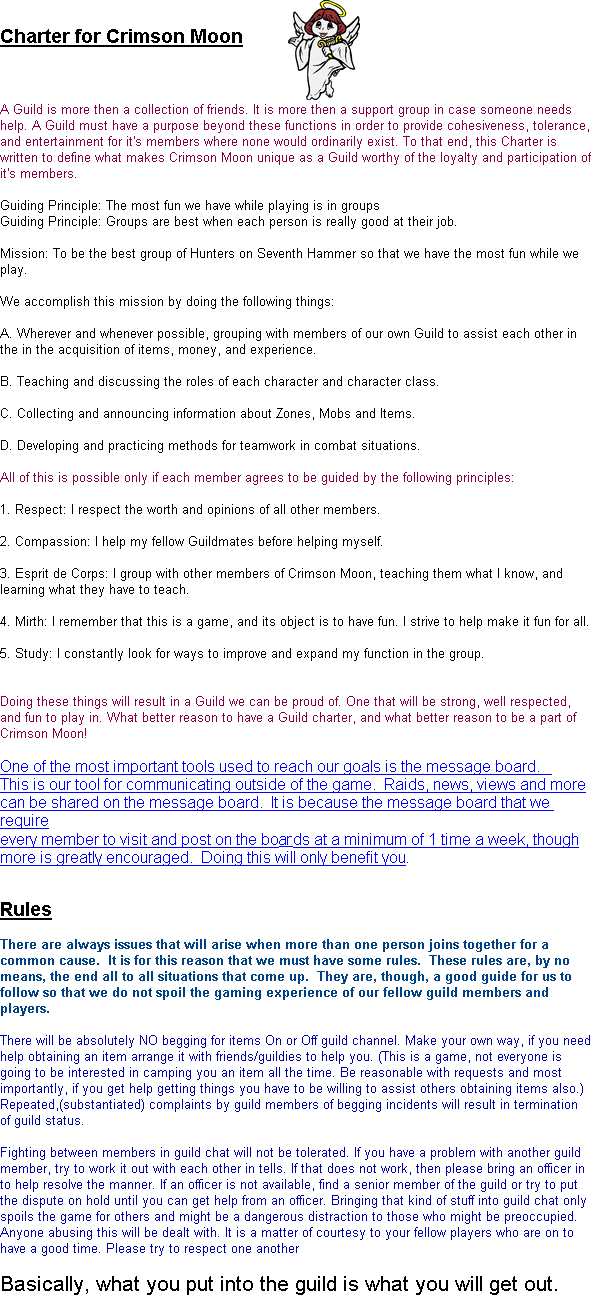 Charter for Crimson Moon
A Guild is more then a collection of friends. It is more then a support group in case someone needs
help. A Guild must have a purpose beyond these functions in order to provide cohesiveness, tolerance,
and entertainment for it's members where none would ordinarily exist. To that end, this Charter is
written to define what makes Crimson Moon unique as a Guild worthy of the loyalty and participation of
it's members.
Guiding Principle: The most fun we have while playing is in groups
Guiding Principle: Groups are best when each person is really good at their job.
Mission: To be the best group of Hunters on Seventh Hammer so that we have the most fun while we
play.
We accomplish this mission by doing the following things:
A. Wherever and whenever possible, grouping with members of our own Guild to assist each other in
the in the acquisition of items, money, and experience.
B. Teaching and discussing the roles of each character and character class.
C. Collecting and announcing information about Zones, Mobs and Items.
D. Developing and practicing methods for teamwork in combat situations.
All of this is possible only if each member agrees to be guided by the following principles:
1. Respect: I respect the worth and opinions of all other members.
2. Compassion: I help my fellow Guildmates before helping myself.
3. Esprit de Corps: I group with other members of Crimson Moon, teaching them what I know, and
learning what they have to teach.
4. Mirth: I remember that this is a game, and its object is to have fun. I strive to help make it fun for all.
5. Study: I constantly look for ways to improve and expand my function in the group.
Doing these things will result in a Guild we can be proud of. One that will be strong, well respected,
and fun to play in. What better reason to have a Guild charter, and what better reason to be a part of
Crimson Moon!
One of the most important tools used to reach our goals is the message board.
This is our tool for communicating outside of the game.  Raids, news, views and more
can be shared on the message board.  It is because the message board that we
require
every member to visit and post on the boards at a minimum of 1 time a week, though
more is greatly encouraged.  Doing this will only benefit you.
Rules
There are always issues that will arise when more than one person joins together for a
common cause.  It is for this reason that we must have some rules.  These rules are, by no
means, the end all to all situations that come up.  They are, though, a good guide for us to
follow so that we do not spoil the gaming experience of our fellow guild members and
players.
There will be absolutely NO begging for items On or Off guild channel. Make your own way, if you need
help obtaining an item arrange it with friends/guildies to help you. (This is a game, not everyone is
going to be interested in camping you an item all the time. Be reasonable with requests and most
importantly, if you get help getting things you have to be willing to assist others obtaining items also.)
Repeated,(substantiated) complaints by guild members of begging incidents will result in termination
of guild status.
Fighting between members in guild chat will not be tolerated. If you have a problem with another guild
member, try to work it out with each other in tells. If that does not work, then please bring an officer in
to help resolve the manner. If an officer is not available, find a senior member of the guild or try to put
the dispute on hold until you can get help from an officer. Bringing that kind of stuff into guild chat only
spoils the game for others and might be a dangerous distraction to those who might be preoccupied.
Anyone abusing this will be dealt with. It is a matter of courtesy to your fellow players who are on to
have a good time. Please try to respect one another
Basically, what you put into the guild is what you will get out.